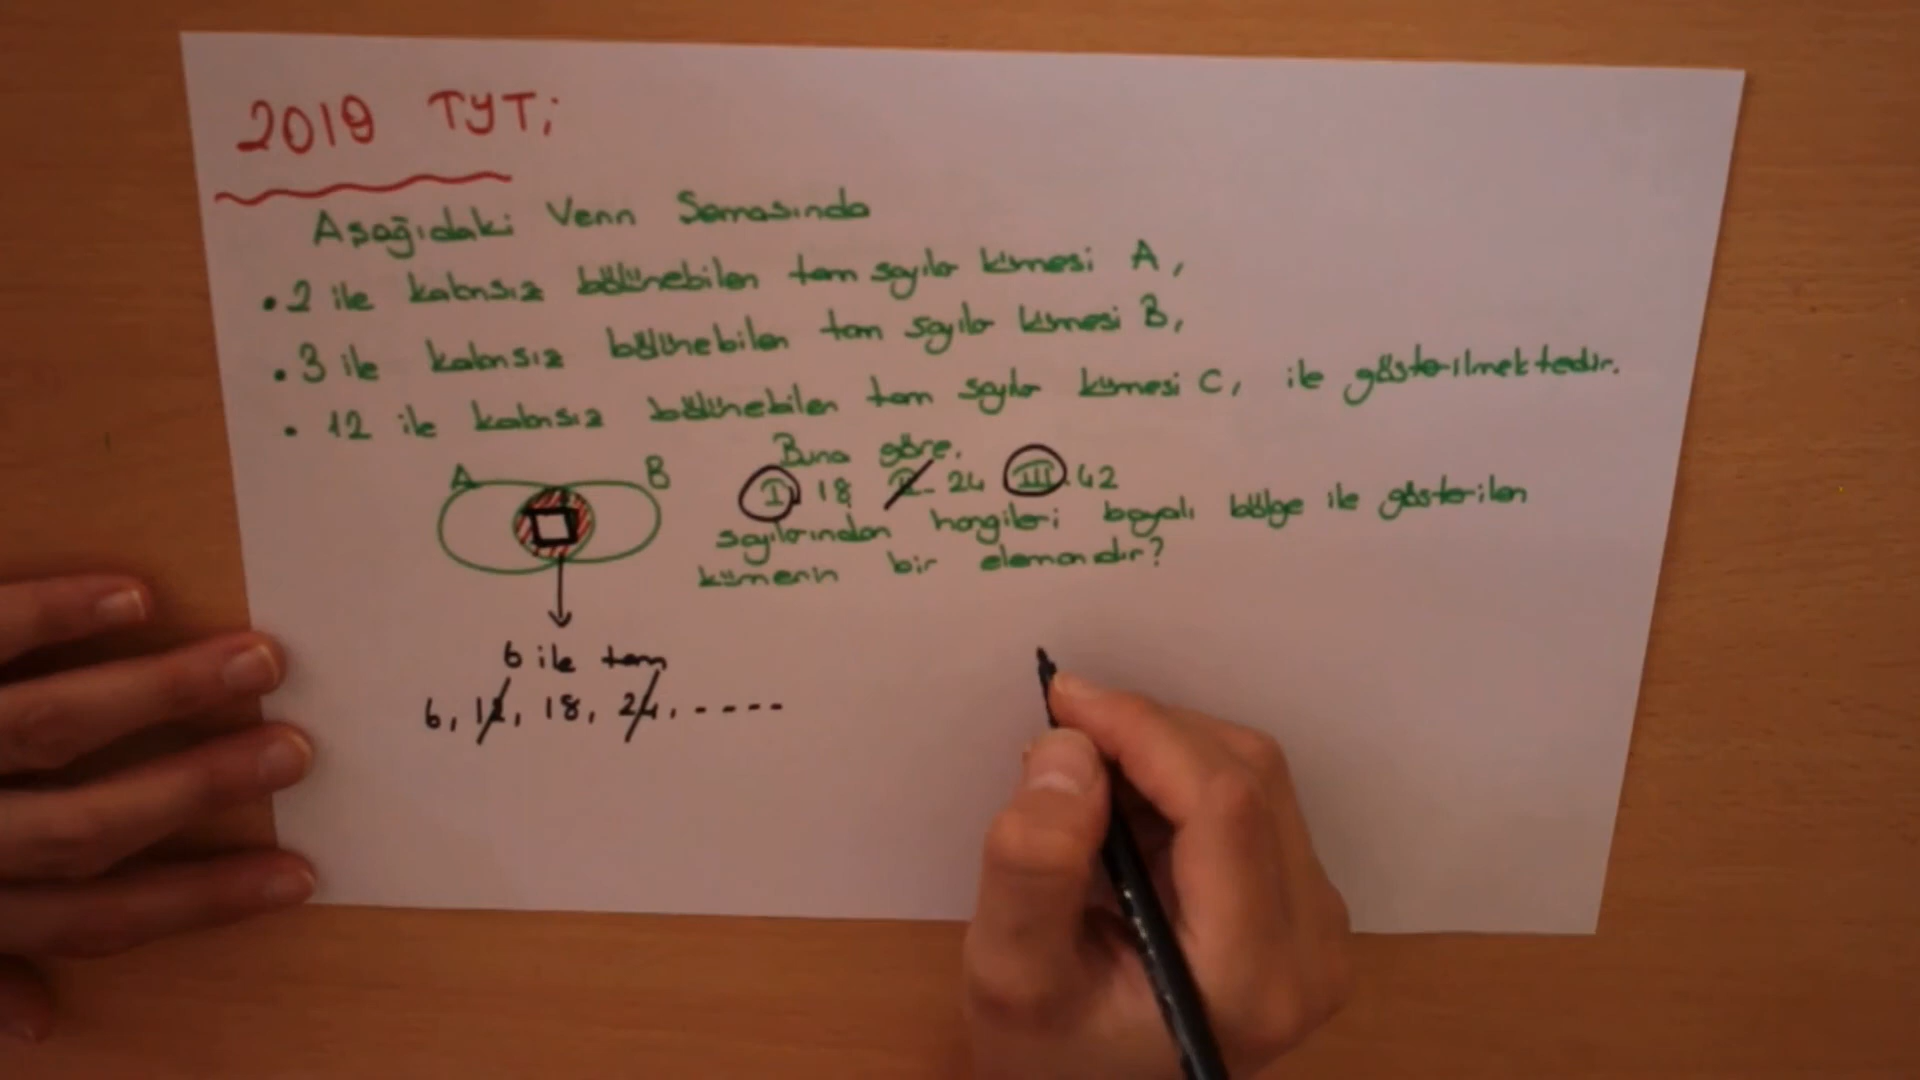 2019 TYT;
Aşağıdaki Venn Şemasında
• 2 ile kalansız bölünebilen tam sayılar kümesi A,
• 3 ile kalansız bölünebilen tam sayılar kümesi B,
• 12 ile kalansız bölünebilen tam sayılar kümesi C, ile gösterilmektedir.
Buna göre,
A B
I. 18 II. 24 III. 42
sayılarından hangileri boyalı bölge ile gösterilen
kümenin bir elemanıdır?
6 ile tam
6, 12, 18, 24, -----